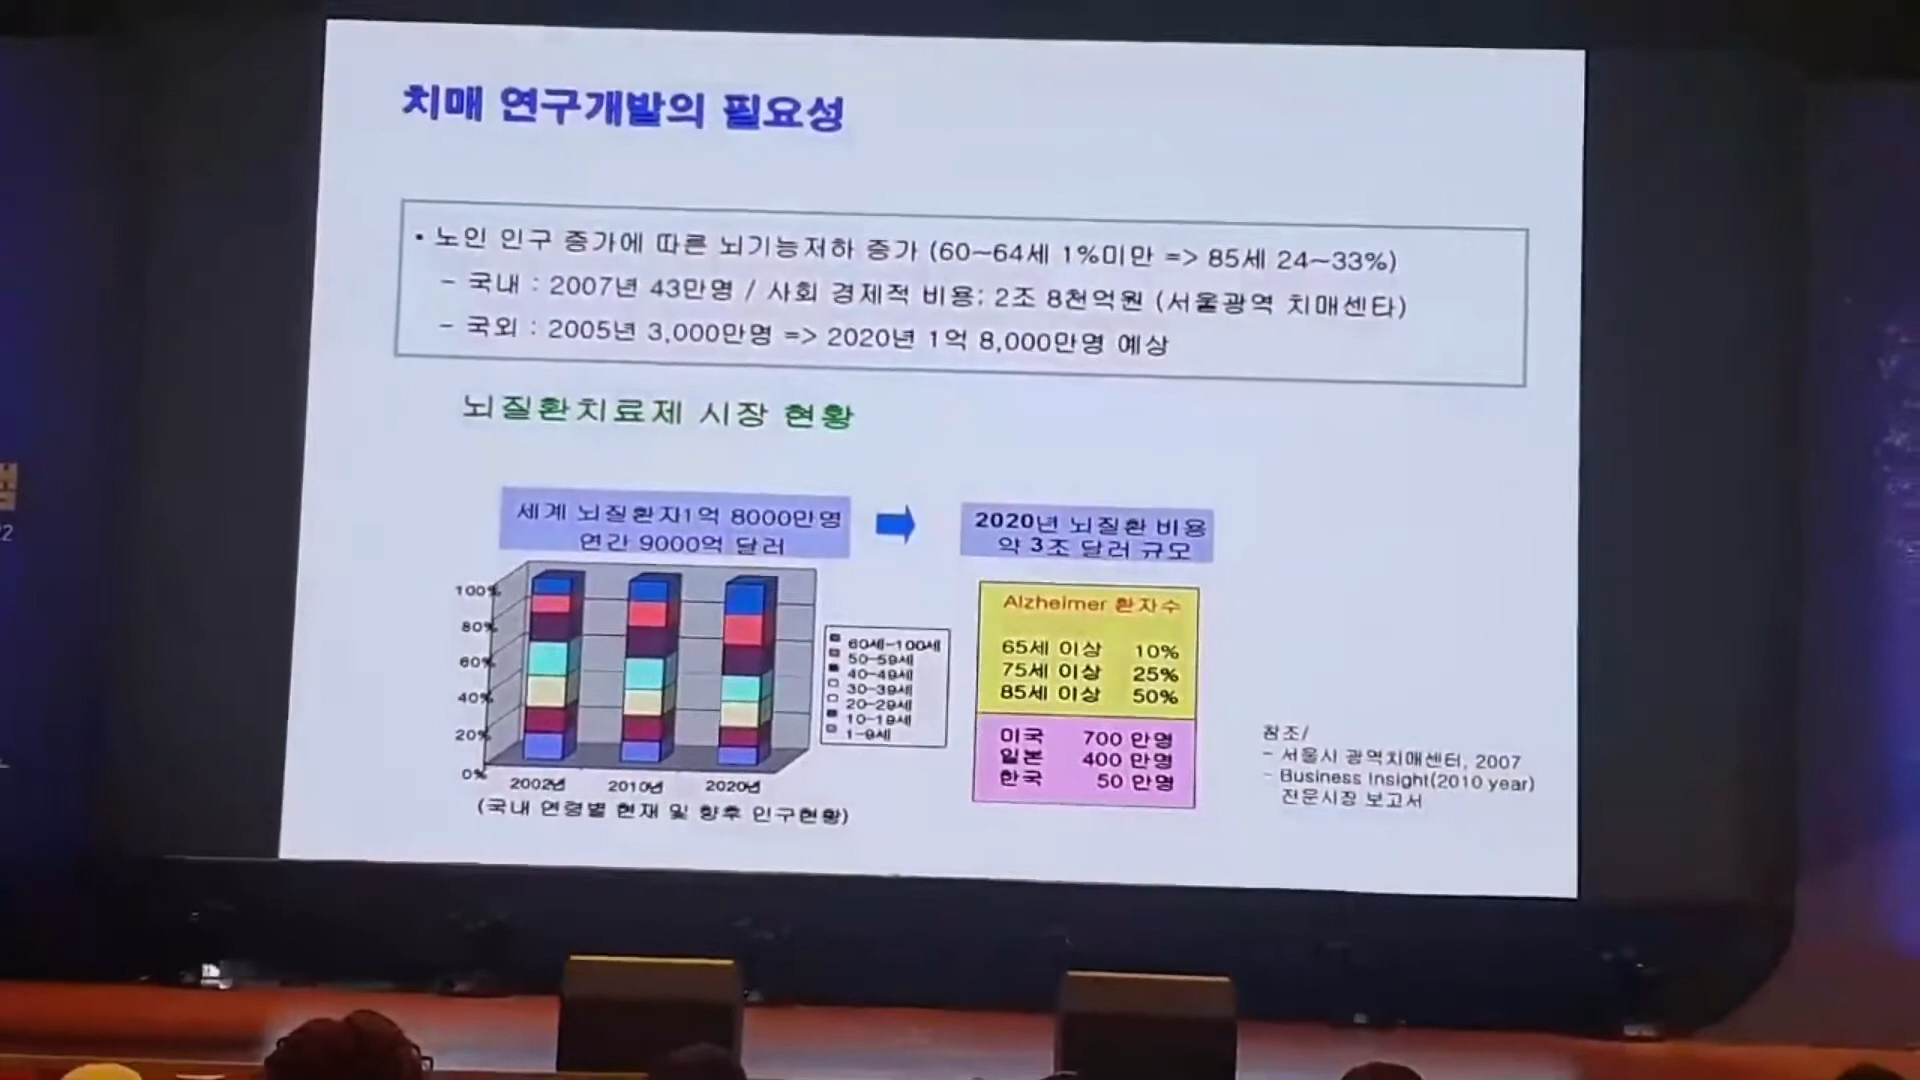 치매 연구개발의 필요성
• 노인 인구 증가에 따른 뇌기능저하 증가 (60~64세 1%미만 => 85세 24~33%)
- 국내 : 2007년 43만명 / 사회 경제적 비용; 2조 8천억원 (서울광역 치매센타)
- 국외 : 2005년 3,000만명 => 2020년 1억 8,000만명 예상
뇌질환치료제 시장 현황
세계 뇌질환자1억 8000만명
연간 9000억 달러
2020년 뇌질환 비용
약 3조 달러 규모
100%
80%
60%
40%
20%
0%
2002년 2010년 2020년
(국내 연령별 현재 및 향후 인구현황)
60세-100세
50-59세
40-49세
30-39세
20-29세
10-19세
1-9세
Alzheimer 환자수
65세 이상 10%
75세 이상 25%
85세 이상 50%
미국 700 만명
일본 400 만명
한국 50 만명
참조/
- 서울시 광역치매센터, 2007
- Business Insight(2010 year)
전문시장 보고서